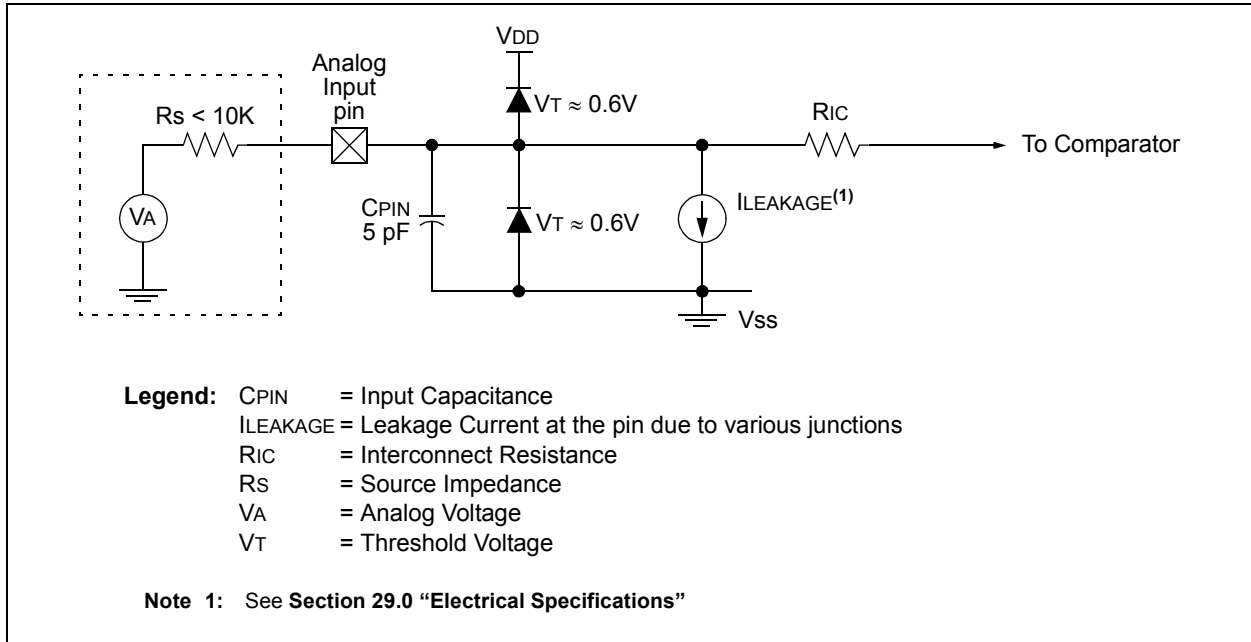 VDD
Analog
Input
pin
Rs < 10K
VT ≈ 0.6V
RIC
To Comparator
VA
CPIN
5 pF
VT ≈ 0.6V
ILEAKAGE(1)
Vss
Legend: CPIN = Input Capacitance
ILEAKAGE = Leakage Current at the pin due to various junctions
RIC = Interconnect Resistance
RS = Source Impedance
VA = Analog Voltage
VT = Threshold Voltage
Note 1: See Section 29.0 “Electrical Specifications”